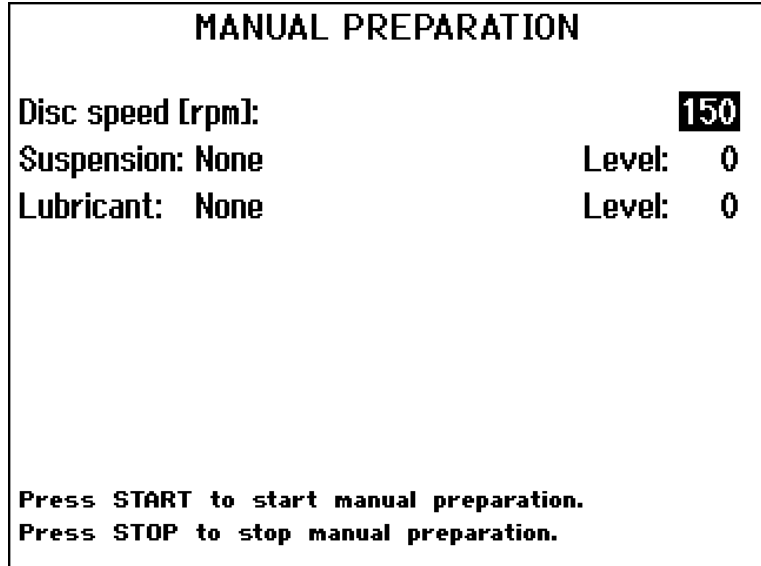 MANUAL PREPARATION
Disc speed [rpm]: 150
Suspension: None Level: 0
Lubricant: None Level: 0
Press START to start manual preparation.
Press STOP to stop manual preparation.